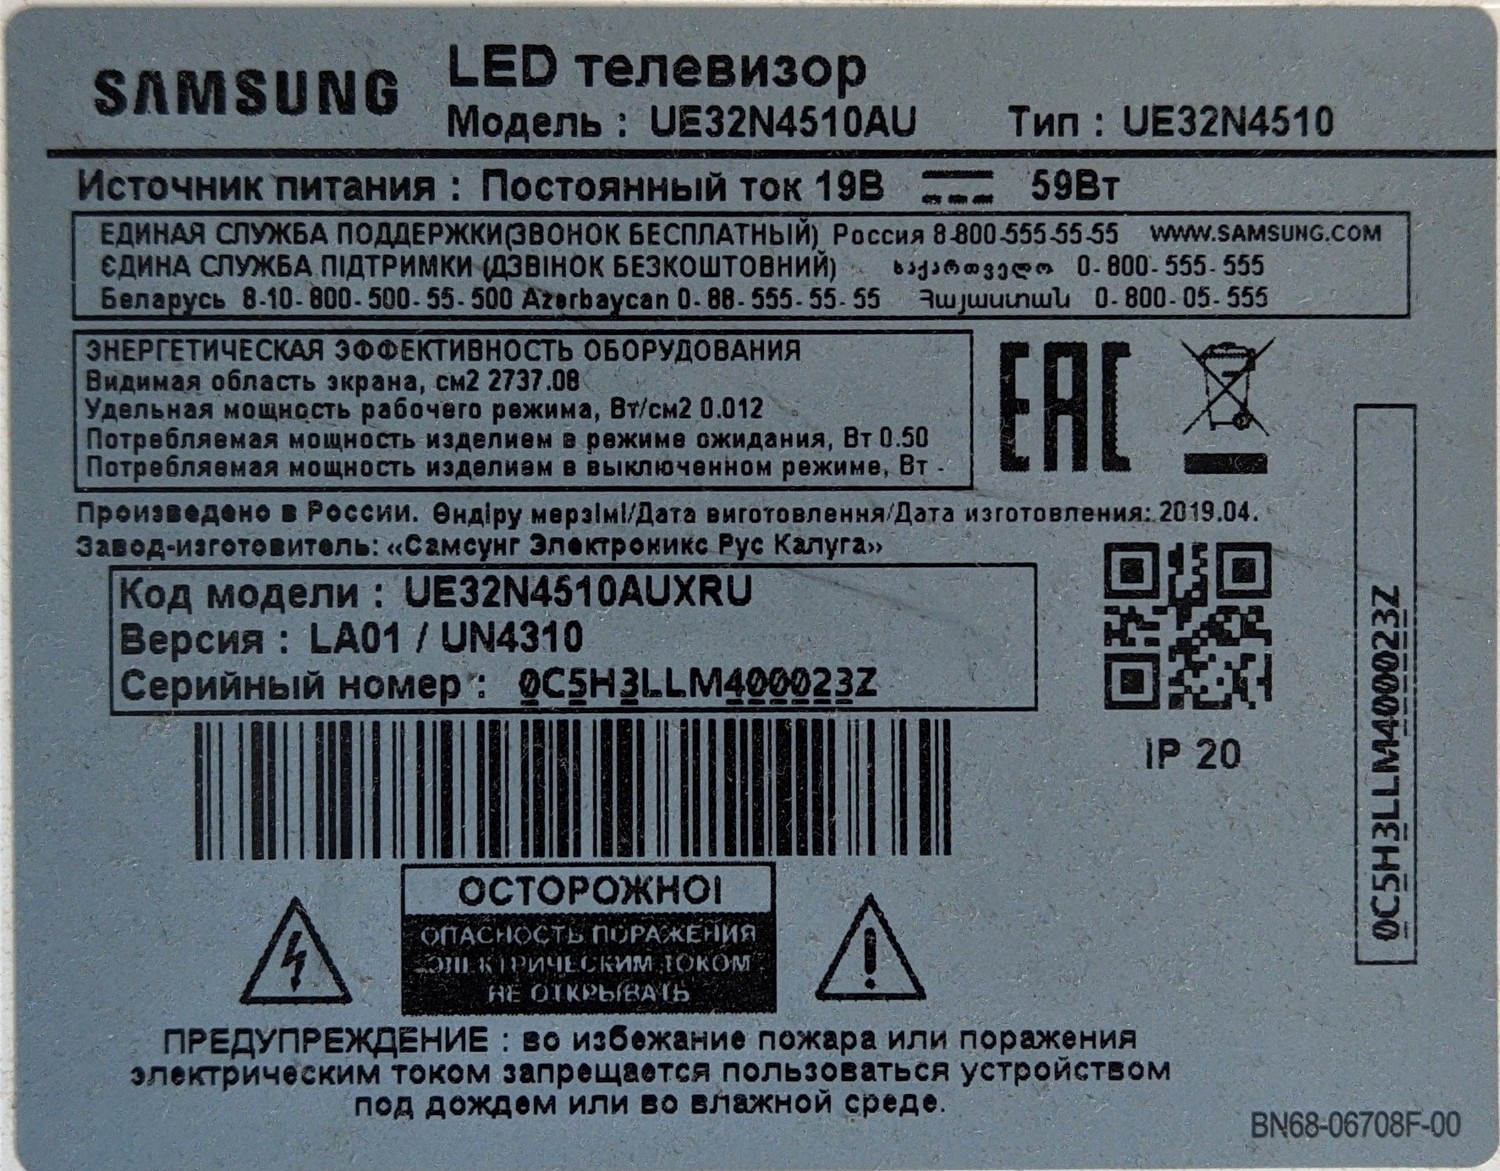 SAMSUNG
LED телевизор
Модель : UE32N4510AU Тип : UE32N4510
Источник питания : Постоянный ток 19В 59Вт
ЕДИНАЯ СЛУЖБА ПОДДЕРЖКИ(ЗВОНОК БЕСПЛАТНЫЙ) Россия 8-800-555-55-55 WWW.SAMSUNG.COM
ЄДИНА СЛУЖБА ПІДТРИМКИ (ДЗВІНОК БЕЗКОШТОВНИЙ) საქართველო 0-800-555-555
Беларусь 8-10-800-500-55-500 Azerbaycan 0-88-555-55-55 Հայաստան 0-800-05-555
ЭНЕРГЕТИЧЕСКАЯ ЭФФЕКТИВНОСТЬ ОБОРУДОВАНИЯ
Видимая область экрана, см2 2737.08
Удельная мощность рабочего режима, Вт/см2 0.012
Потребляемая мощность изделием в режиме ожидания, Вт 0.50
Потребляемая мощность изделием в выключенном режиме, Вт -
EAC
Произведено в России. Өндіру мерзімі/Дата виготовлення/Дата изготовления: 2019.04.
Завод-изготовитель: «Самсунг Электроникс Рус Калуга»
Код модели : UE32N4510AUXRU
Версия : LA01 / UN4310
Серийный номер : 0C5H3LLM400023Z
IP 20
0C5H3LLM400023Z
ОСТОРОЖНО!
ОПАСНОСТЬ ПОРАЖЕНИЯ
ЭЛЕКТРИЧЕСКИМ ТОКОМ
НЕ ОТКРЫВАТЬ
ПРЕДУПРЕЖДЕНИЕ : во избежание пожара или поражения
электрическим током запрещается пользоваться устройством
под дождем или во влажной среде.
BN68-06708F-00